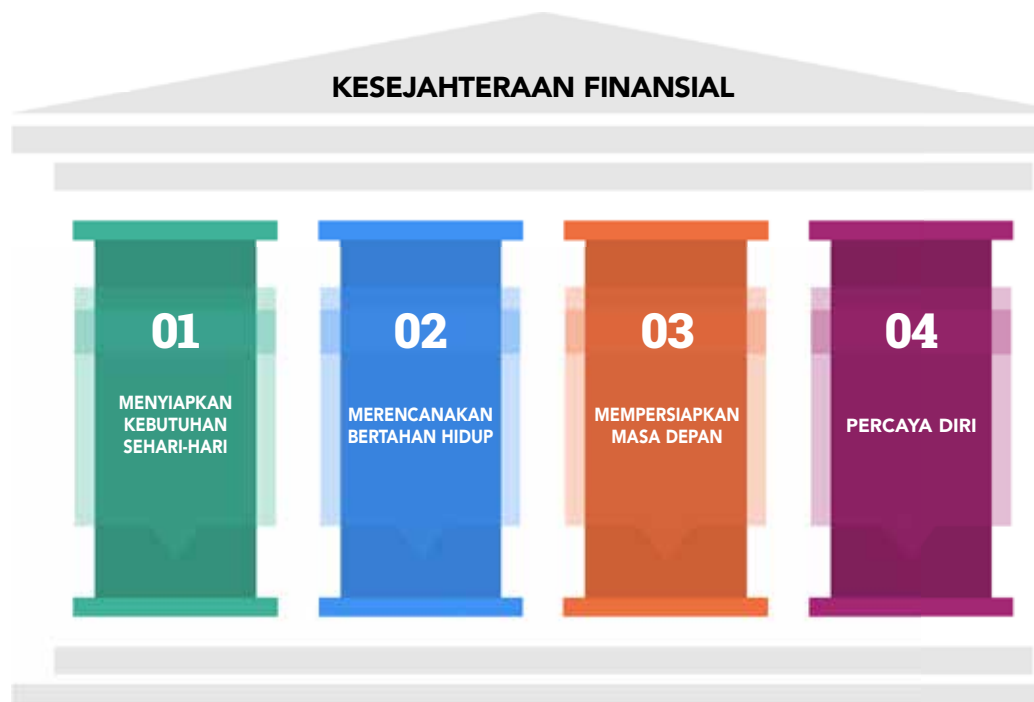 KESEJAHTERAAN FINANSIAL
01
MENYIAPKAN
KEBUTUHAN
SEHARI-HARI
02
MERENCANAKAN
BERTAHAN HIDUP
03
MEMPERSIAPKAN
MASA DEPAN
04
PERCAYA DIRI